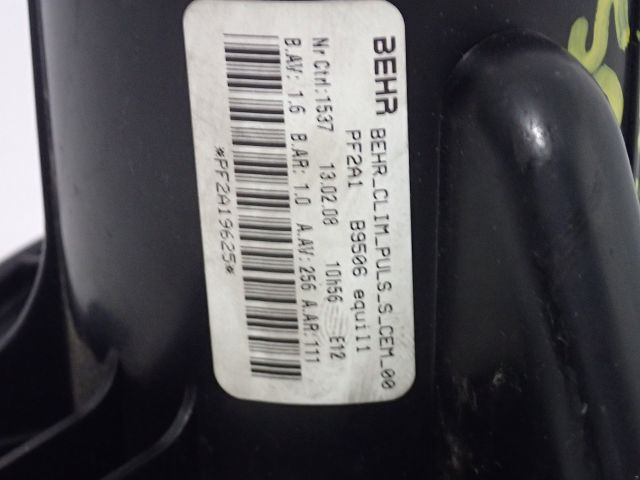 BEHR
BEHR_CLIM_PULS_S_CEM_00
PF2A1 B9506 equil1
Nr Ctrl:1537 13.02.08 10h56 E12
B.AV: 1.6 B.AR: 1.0 A.AV: 256 A.AR:111
*PF2A19625*